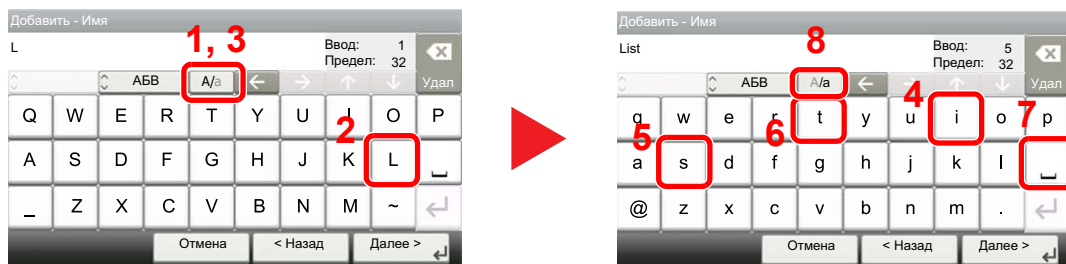 Добавить - Имя
L
1, 3
Ввод: 1
Предел: 32
АБВ A/a Удал
Q W E R T Y U I O P
2
A S D F G H J K L
_ Z X C V B N M ~
Отмена < Назад Далее >
Добавить - Имя
List
8
Ввод: 5
Предел: 32
АБВ A/a Удал
4
7
q w e r t y u i o p
5
6
a s d f g h j k l
@ z x c v b n m .
Отмена < Назад Далее >